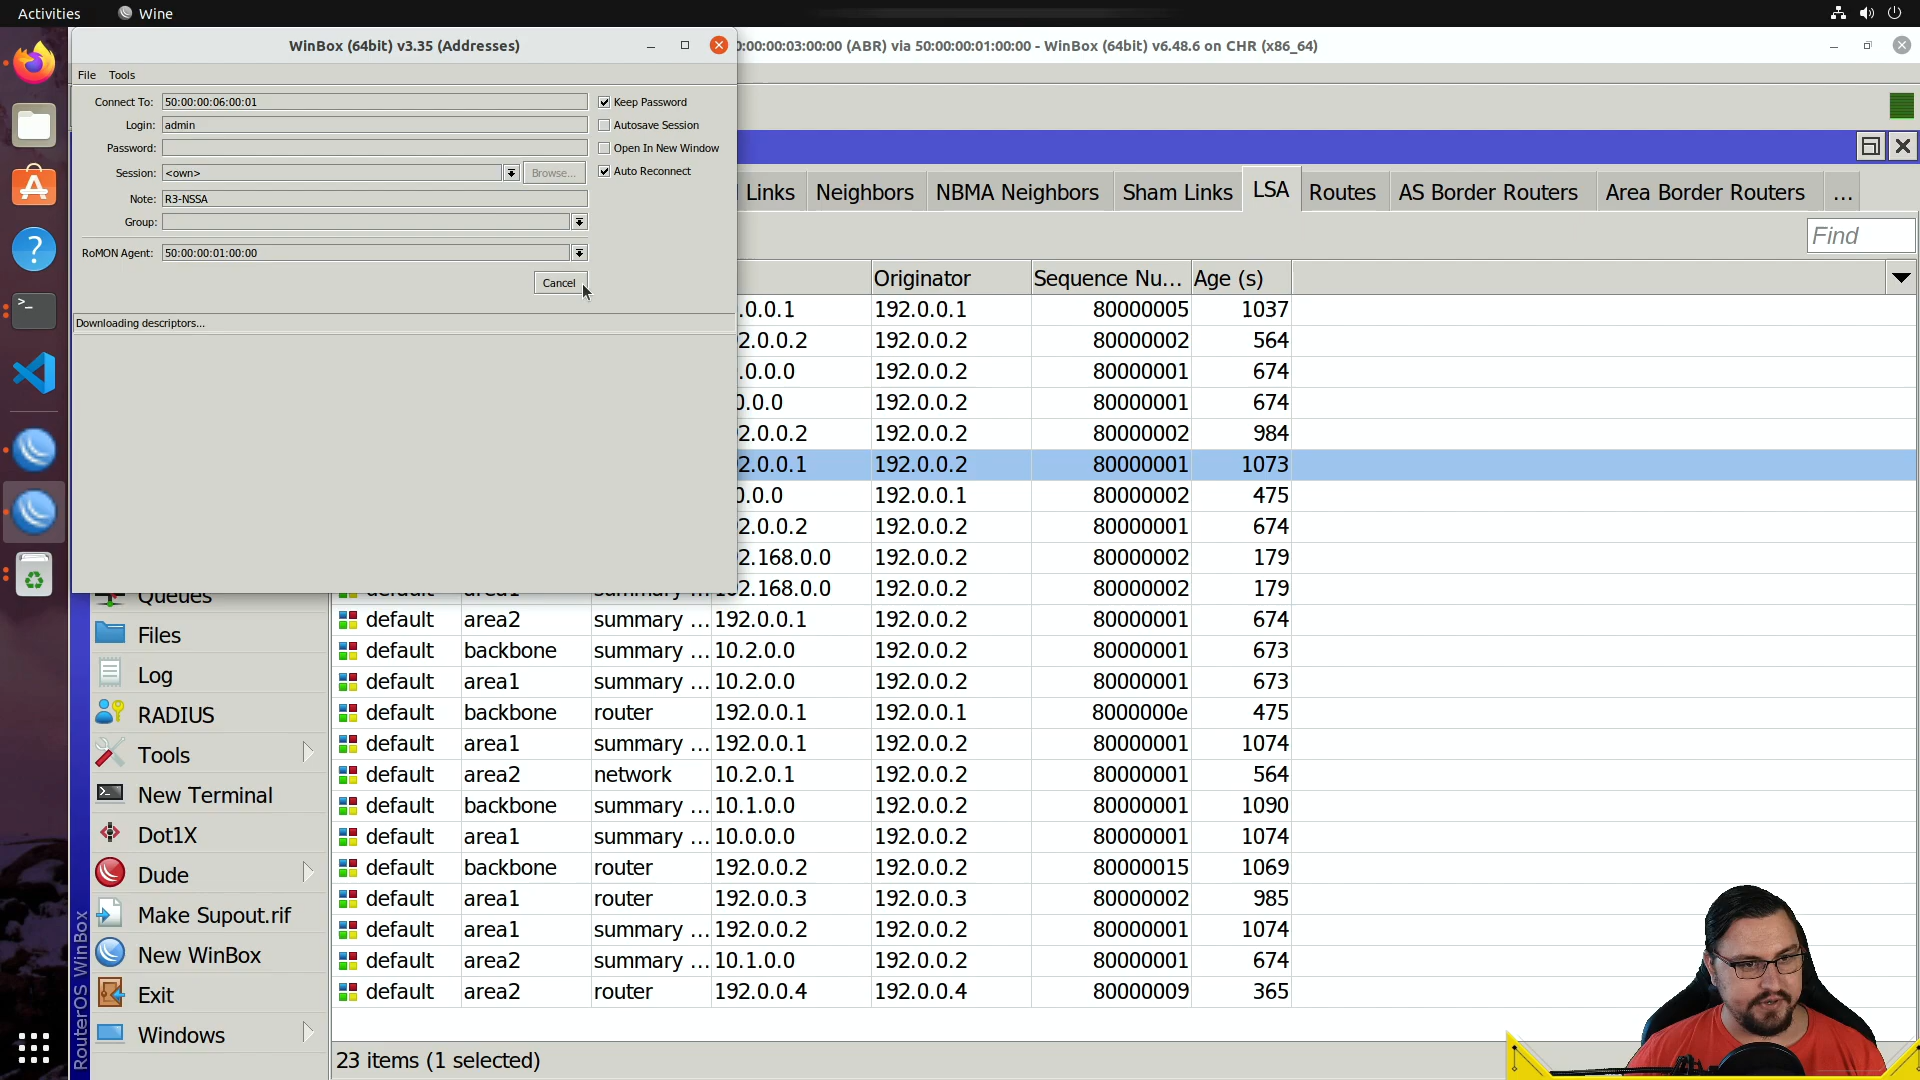 Activities
Wine
WinBox (64bit) v3.35 (Addresses)
0:00:00:03:00:00 (ABR) via 50:00:00:01:00:00 - WinBox (64bit) v6.48.6 on CHR (x86_64)
File Tools
Connect To: 50:00:00:06:00:01
Keep Password
Login: admin
Autosave Session
Password:
Open In New Window
Session: <own>
Browse...
Auto Reconnect
Note: R3-NSSA
Group:
RoMON Agent: 50:00:00:01:00:00
Cancel
Downloading descriptors...
Links Neighbors NBMA Neighbors Sham Links LSA Routes AS Border Routers Area Border Routers ...
Find
Originator Sequence Nu... Age (s)
.0.0.1 192.0.0.1 80000005 1037
2.0.0.2 192.0.0.2 80000002 564
.0.0.0 192.0.0.2 80000001 674
0.0.0 192.0.0.2 80000001 674
2.0.0.2 192.0.0.2 80000002 984
2.0.0.1 192.0.0.2 80000001 1073
0.0.0 192.0.0.1 80000002 475
2.0.0.2 192.0.0.2 80000001 674
2.168.0.0 192.0.0.2 80000002 179
2.168.0.0 192.0.0.2 80000002 179
default area2 summary ... 192.0.0.1 192.0.0.2 80000001 674
default backbone summary ... 10.2.0.0 192.0.0.2 80000001 673
default area1 summary ... 10.2.0.0 192.0.0.2 80000001 673
default backbone router 192.0.0.1 192.0.0.1 8000000e 475
default area1 summary ... 192.0.0.1 192.0.0.2 80000001 1074
default area2 network 10.2.0.1 192.0.0.2 80000001 564
default backbone summary ... 10.1.0.0 192.0.0.2 80000001 1090
default area1 summary ... 10.0.0.0 192.0.0.2 80000001 1074
default backbone router 192.0.0.2 192.0.0.2 80000015 1069
default area1 router 192.0.0.3 192.0.0.3 80000002 985
default area1 summary ... 192.0.0.2 192.0.0.2 80000001 1074
default area2 summary ... 10.1.0.0 192.0.0.2 80000001 674
default area2 router 192.0.0.4 192.0.0.4 80000009 365
23 items (1 selected)
Queues
Files
Log
RADIUS
Tools
New Terminal
Dot1X
Dude
Make Supout.rif
New WinBox
Exit
Windows
RouterOS WinBox